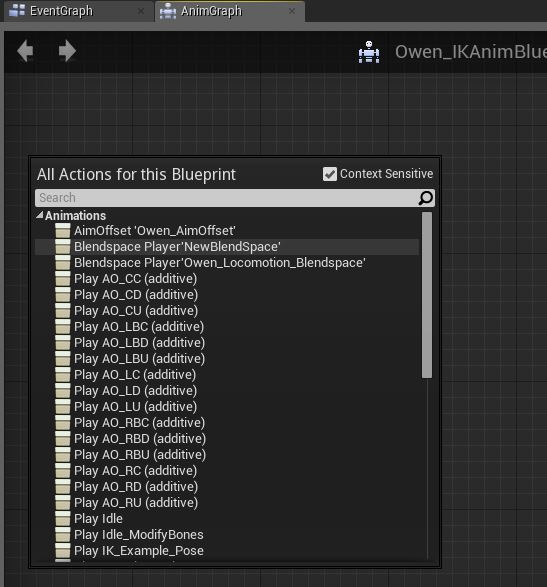 EventGraph
AnimGraph
Owen_IKAnimBlue
All Actions for this Blueprint
Context Sensitive
Search
Animations
AimOffset 'Owen_AimOffset'
Blendspace Player'NewBlendSpace'
Blendspace Player'Owen_Locomotion_Blendspace'
Play AO_CC (additive)
Play AO_CD (additive)
Play AO_CU (additive)
Play AO_LBC (additive)
Play AO_LBD (additive)
Play AO_LBU (additive)
Play AO_LC (additive)
Play AO_LD (additive)
Play AO_LU (additive)
Play AO_RBC (additive)
Play AO_RBD (additive)
Play AO_RBU (additive)
Play AO_RC (additive)
Play AO_RD (additive)
Play AO_RU (additive)
Play Idle
Play Idle_ModifyBones
Play IK_Example_Pose